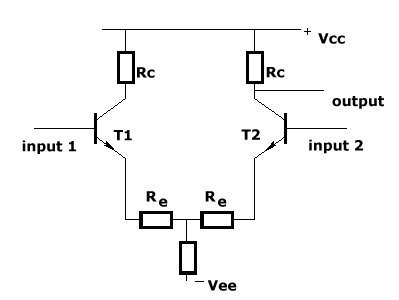 + Vcc
Rc
Rc
output
T1
T2
input 1
input 2
Re
Re
− Vee